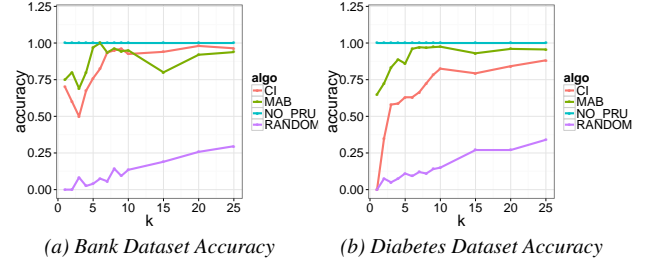 1.25
1.00
0.75
0.50
0.25
0.00
accuracy
0 5 10 15 20 25
k
algo
CI
MAB
NO_PRU
RANDOM
(a) Bank Dataset Accuracy
1.25
1.00
0.75
0.50
0.25
0.00
accuracy
0 5 10 15 20 25
k
algo
CI
MAB
NO_PRU
RANDOM
(b) Diabetes Dataset Accuracy